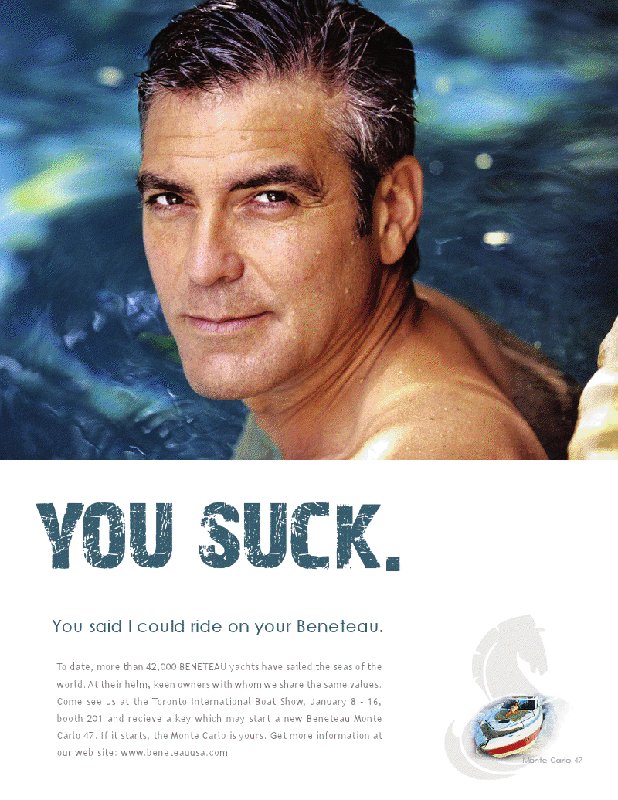 YOU SUCK.
You said I could ride on your Beneteau.
To date, more than 42,000 BENETEAU yachts have sailed the seas of the
world. At their helm, keen owners with whom we share the same values.
Come see us at the Toronto International Boat Show, January 8 - 16,
booth 201 and recieve a key which may start a new Beneteau Monte
Carlo 47. If it starts, the Monte Carlo is yours. Get more information at
our web site: www.beneteauusa.com
Monte Carlo 47